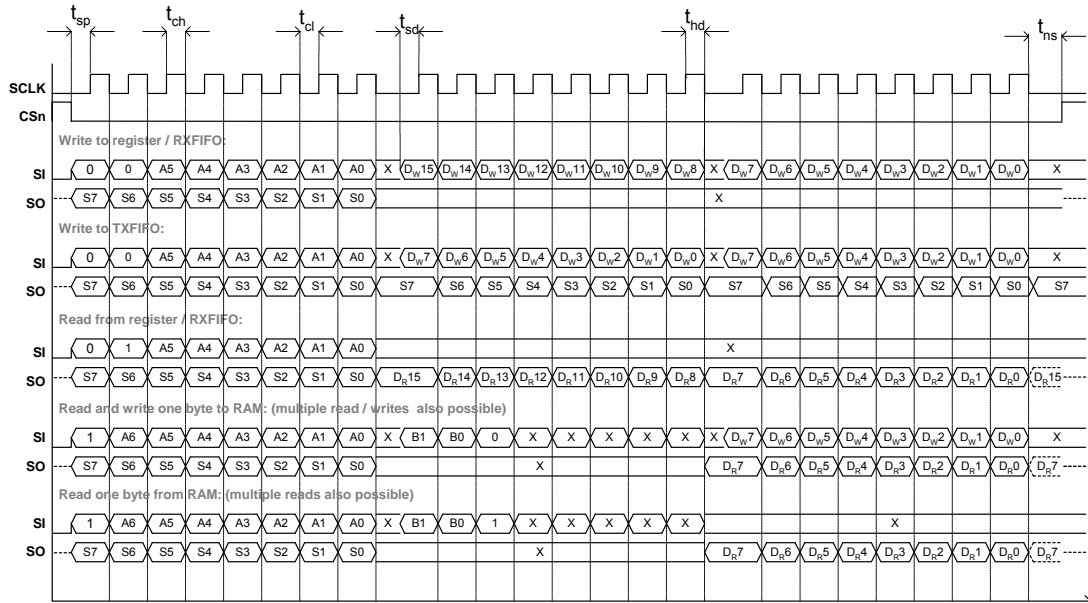 tsp tch tcl tsd thd tns
SCLK
CSn
Write to register / RXFIFO:
SI 0 0 A5 A4 A3 A2 A1 A0 X DW15 DW14 DW13 DW12 DW11 DW10 DW9 DW8 X DW7 DW6 DW5 DW4 DW3 DW2 DW1 DW0 X
SO S7 S6 S5 S4 S3 S2 S1 S0 X
Write to TXFIFO:
SI 0 0 A5 A4 A3 A2 A1 A0 X DW7 DW6 DW5 DW4 DW3 DW2 DW1 DW0 X DW7 DW6 DW5 DW4 DW3 DW2 DW1 DW0 X
SO S7 S6 S5 S4 S3 S2 S1 S0 S7 S6 S5 S4 S3 S2 S1 S0 S7 S6 S5 S4 S3 S2 S1 S0 S7
Read from register / RXFIFO:
SI 0 1 A5 A4 A3 A2 A1 A0 X
SO S7 S6 S5 S4 S3 S2 S1 S0 DR15 DR14 DR13 DR12 DR11 DR10 DR9 DR8 DR7 DR6 DR5 DR4 DR3 DR2 DR1 DR0 DR15
Read and write one byte to RAM: (multiple read / writes also possible)
SI 1 A6 A5 A4 A3 A2 A1 A0 X B1 B0 0 X X X X X X DW7 DW6 DW5 DW4 DW3 DW2 DW1 DW0 X
SO S7 S6 S5 S4 S3 S2 S1 S0 X DR7 DR6 DR5 DR4 DR3 DR2 DR1 DR0 DR7
Read one byte from RAM: (multiple reads also possible)
SI 1 A6 A5 A4 A3 A2 A1 A0 X B1 B0 1 X X X X X X
SO S7 S6 S5 S4 S3 S2 S1 S0 X DR7 DR6 DR5 DR4 DR3 DR2 DR1 DR0 DR7